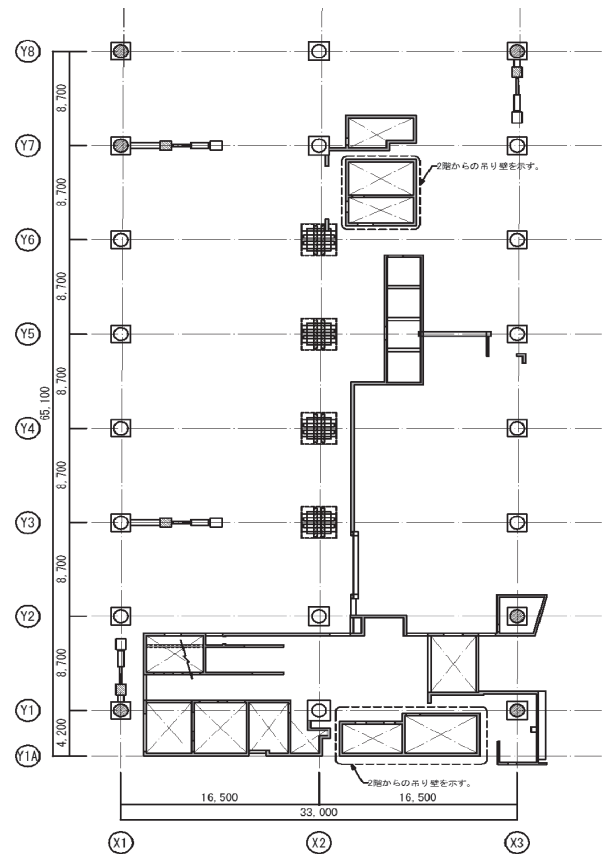 Y8
8,700
Y7
2階からの吊り壁を示す。
8,700
Y6
8,700
Y5
8,700
65,100
Y4
8,700
Y3
8,700
Y2
8,700
Y1
4,200
Y1A
2階からの吊り壁を示す。
16,500
16,500
33,000
X1
X2
X3